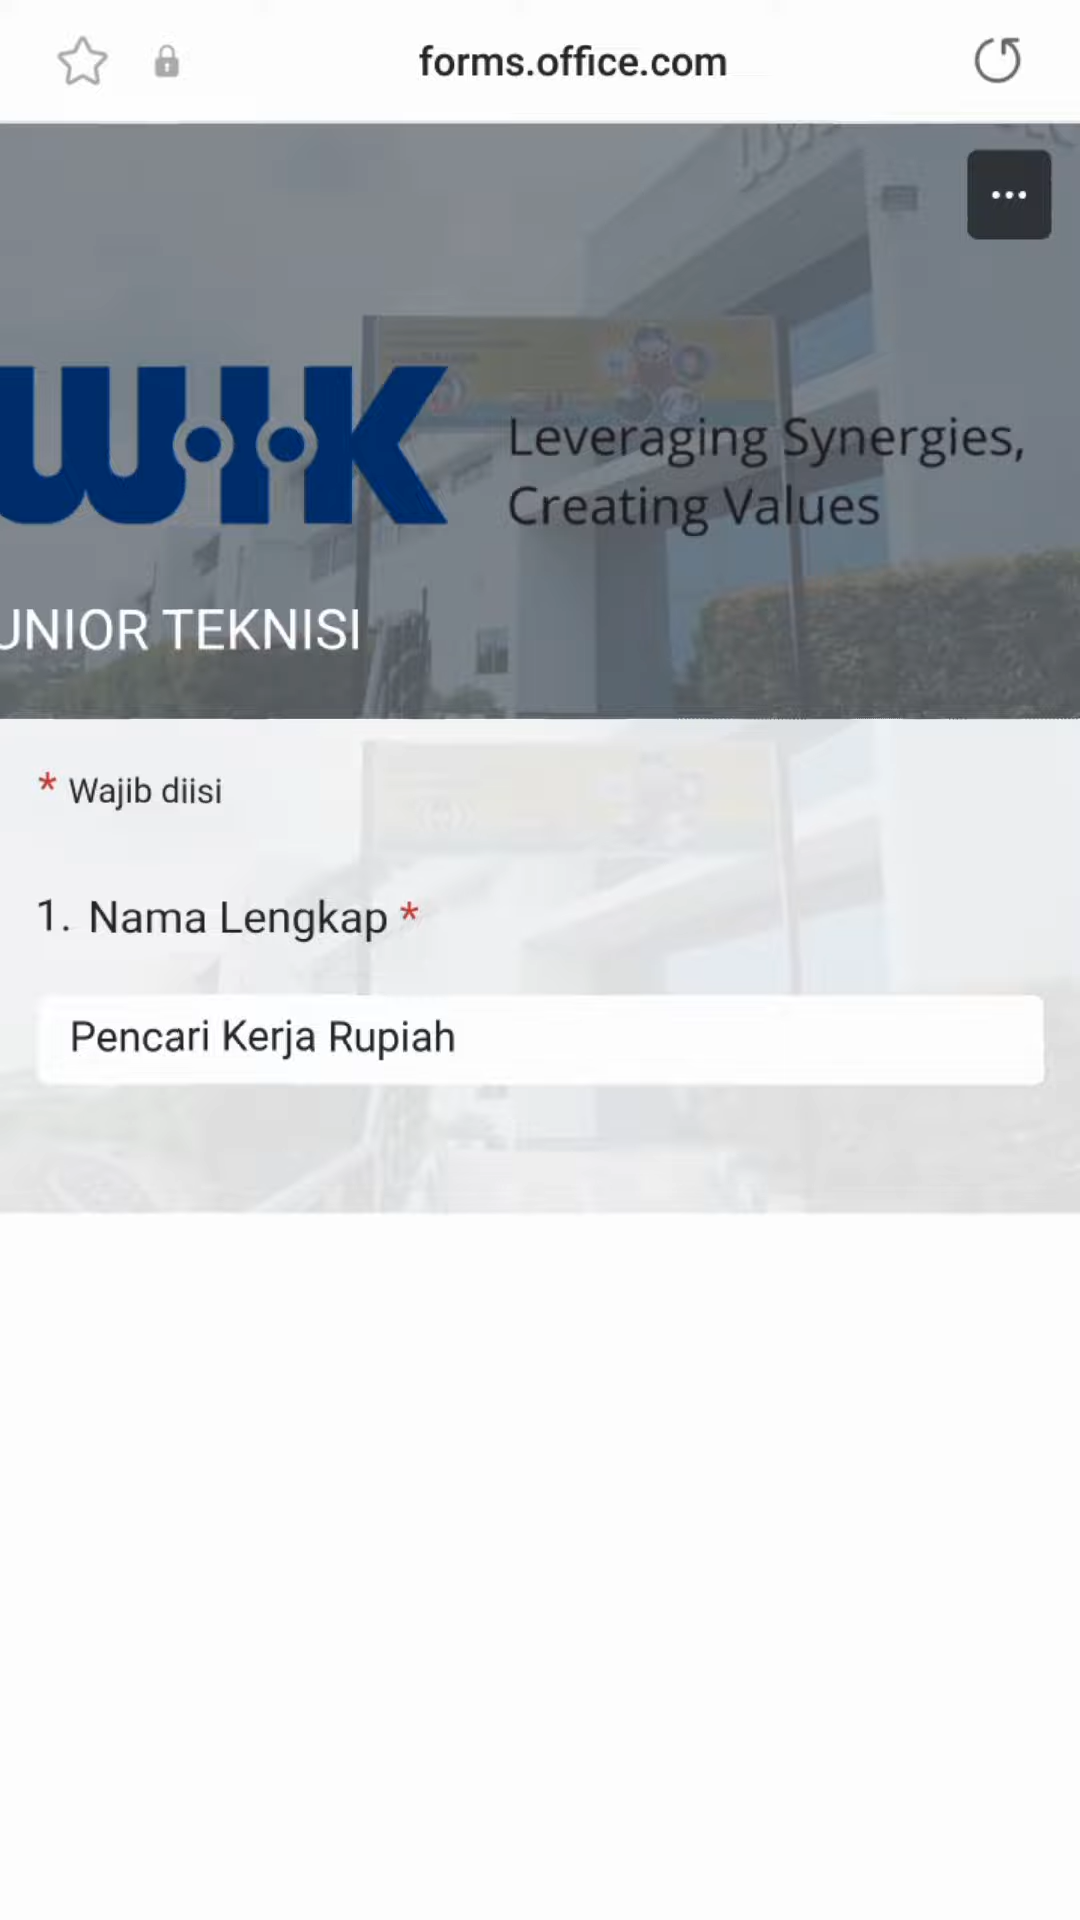 forms.office.com
WIK
Leveraging Synergies,
Creating Values
UNIOR TEKNISI
* Wajib diisi
1. Nama Lengkap *
Pencari Kerja Rupiah